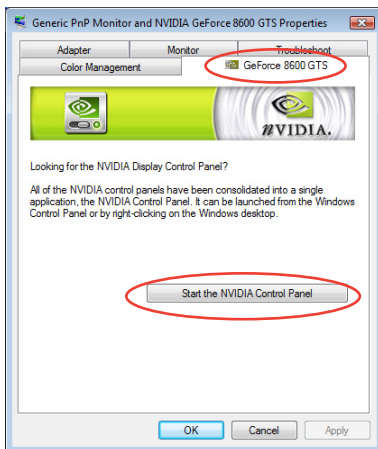 Generic PnP Monitor and NVIDIA GeForce 8600 GTS Properties
Adapter Monitor Troubleshoot
Color Management GeForce 8600 GTS
nVIDIA.
Looking for the NVIDIA Display Control Panel?
All of the NVIDIA control panels have been consolidated into a single
application, the NVIDIA Control Panel. It can be launched from the Windows
Control Panel or by right-clicking on the Windows desktop.
Start the NVIDIA Control Panel
OK Cancel Apply